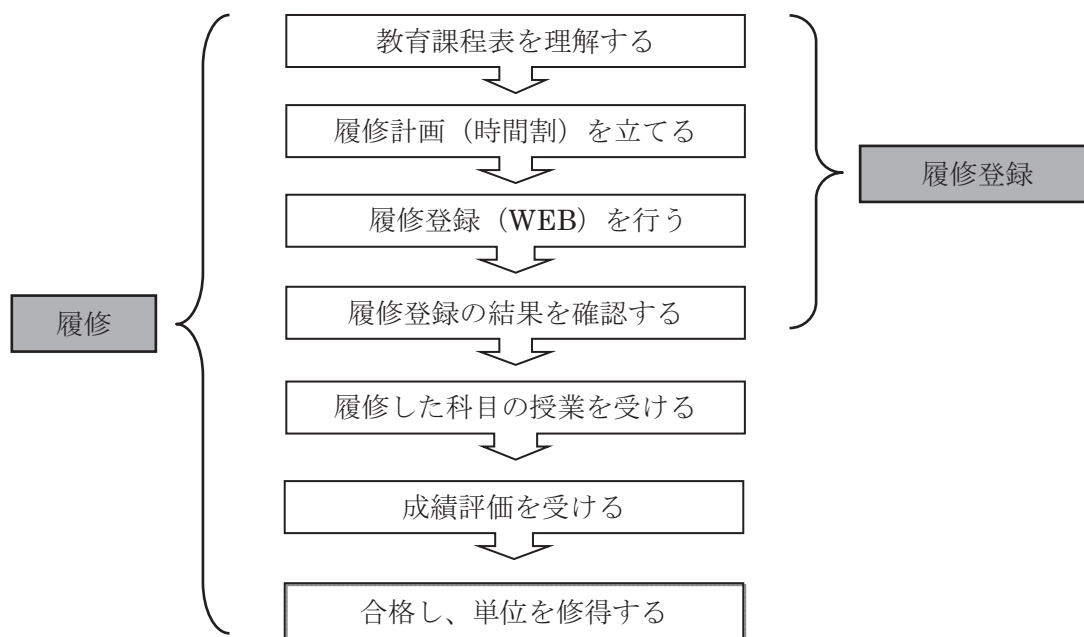 教育課程表を理解する
履修計画（時間割）を立てる
履修登録
履修登録（WEB）を行う
履修
履修登録の結果を確認する
履修した科目の授業を受ける
成績評価を受ける
合格し、単位を修得する